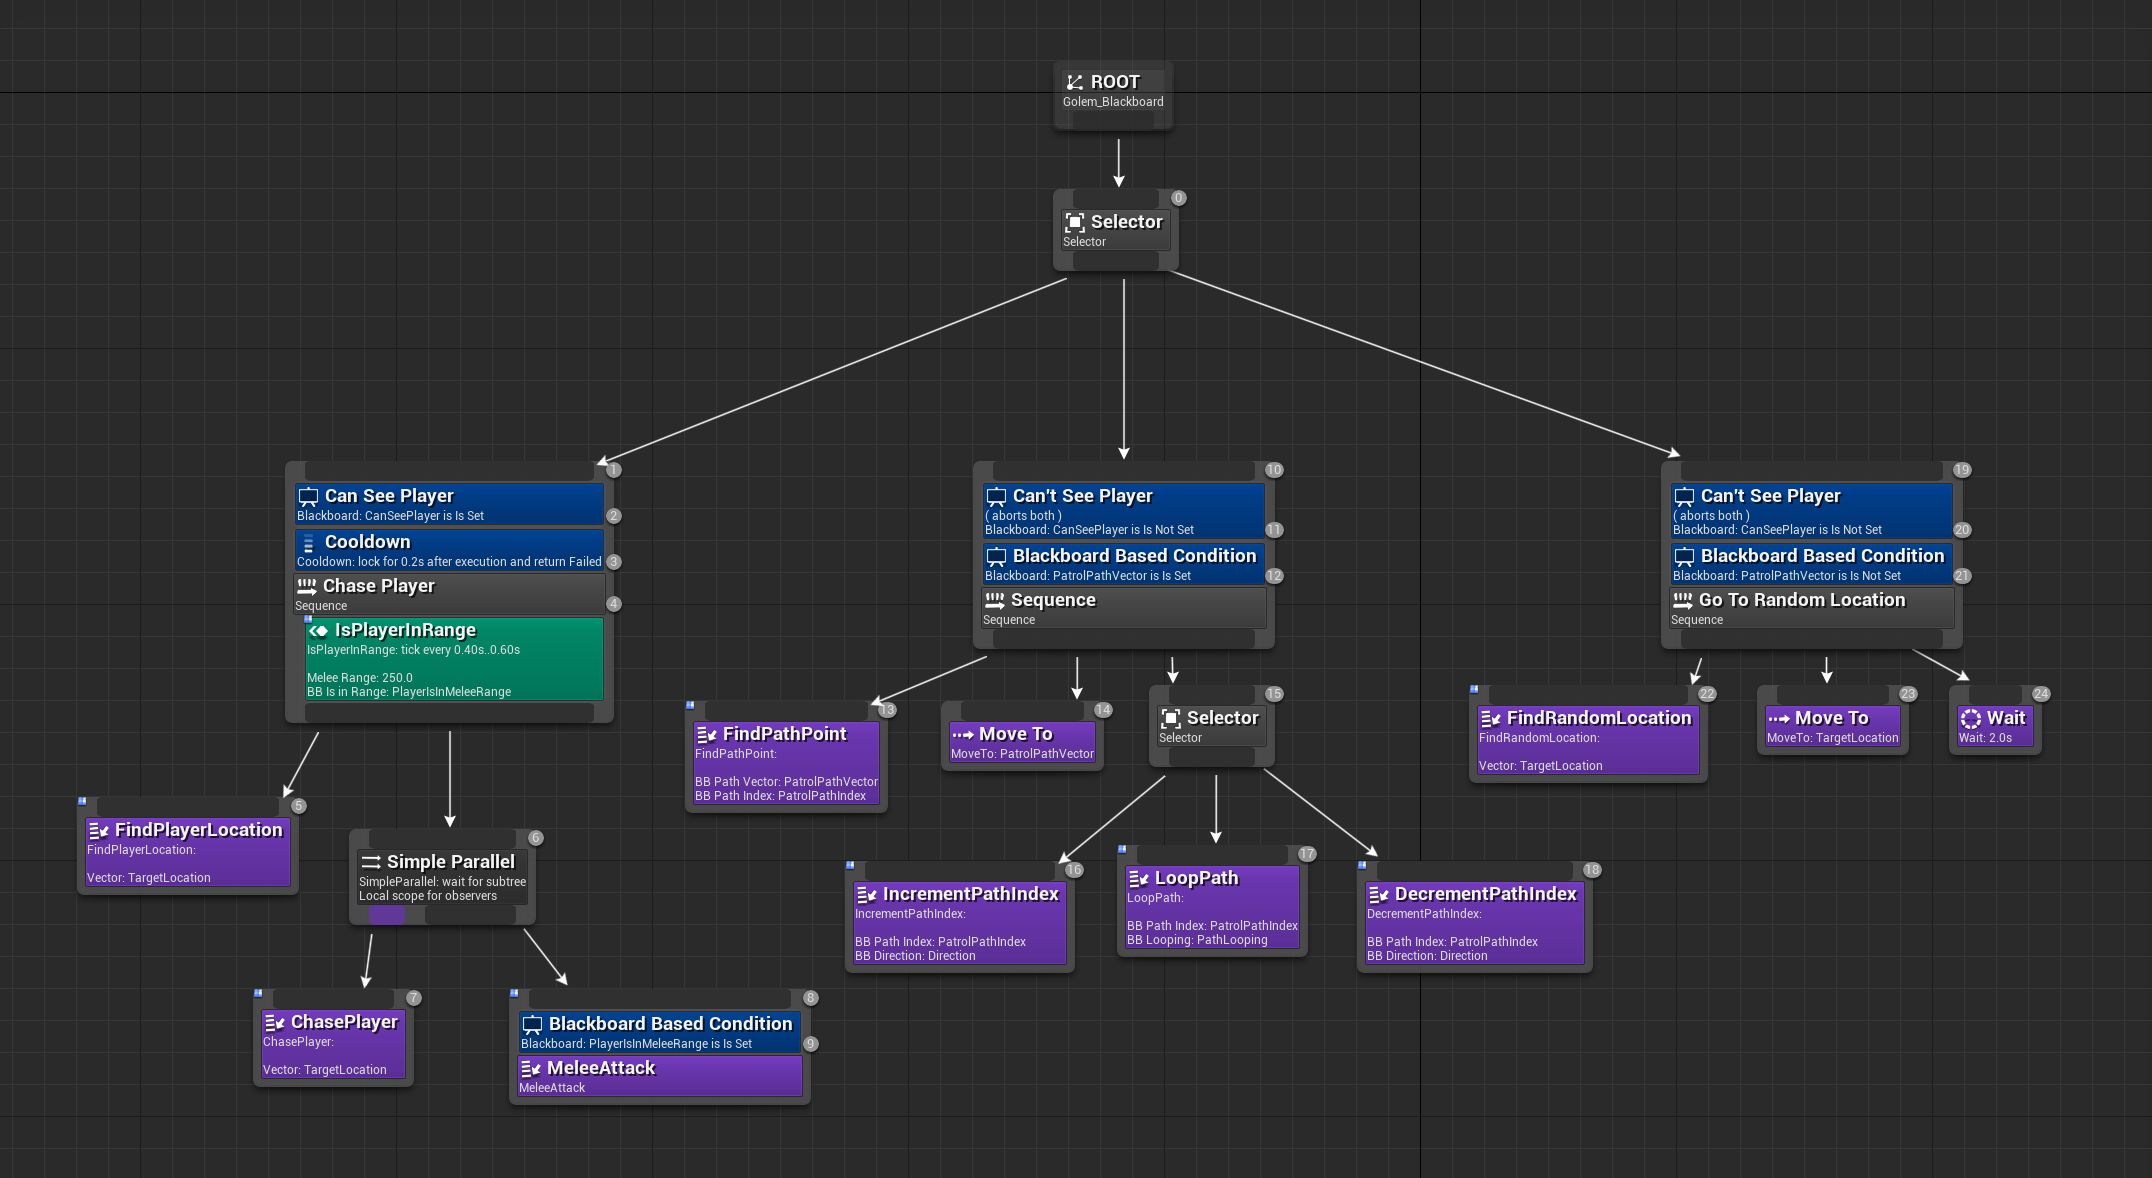 ROOT
Golem_Blackboard
0
Selector
Selector
1
Can See Player
Blackboard: CanSeePlayer is Is Set
2
Cooldown
Cooldown: lock for 0.2s after execution and return Failed
3
Chase Player
Sequence
4
IsPlayerInRange
IsPlayerInRange: tick every 0.40s..0.60s
Melee Range: 250.0
BB Is in Range: PlayerIsInMeleeRange
10
Can't See Player
( aborts both )
Blackboard: CanSeePlayer is Is Not Set
11
Blackboard Based Condition
Blackboard: PatrolPathVector is Is Set
12
Sequence
Sequence
19
Can't See Player
( aborts both )
Blackboard: CanSeePlayer is Is Not Set
20
Blackboard Based Condition
Blackboard: PatrolPathVector is Is Not Set
21
Go To Random Location
Sequence
5
FindPlayerLocation
FindPlayerLocation:
Vector: TargetLocation
6
Simple Parallel
SimpleParallel: wait for subtree
Local scope for observers
7
ChasePlayer
ChasePlayer:
Vector: TargetLocation
8
Blackboard Based Condition
Blackboard: PlayerIsInMeleeRange is Is Set
9
MeleeAttack
MeleeAttack
13
FindPathPoint
FindPathPoint:
BB Path Vector: PatrolPathVector
BB Path Index: PatrolPathIndex
14
Move To
MoveTo: PatrolPathVector
15
Selector
Selector
16
IncrementPathIndex
IncrementPathIndex:
BB Path Index: PatrolPathIndex
BB Direction: Direction
17
LoopPath
LoopPath:
BB Path Index: PatrolPathIndex
BB Looping: PathLooping
18
DecrementPathIndex
DecrementPathIndex:
BB Path Index: PatrolPathIndex
BB Direction: Direction
22
FindRandomLocation
FindRandomLocation:
Vector: TargetLocation
23
Move To
MoveTo: TargetLocation
24
Wait
Wait: 2.0s